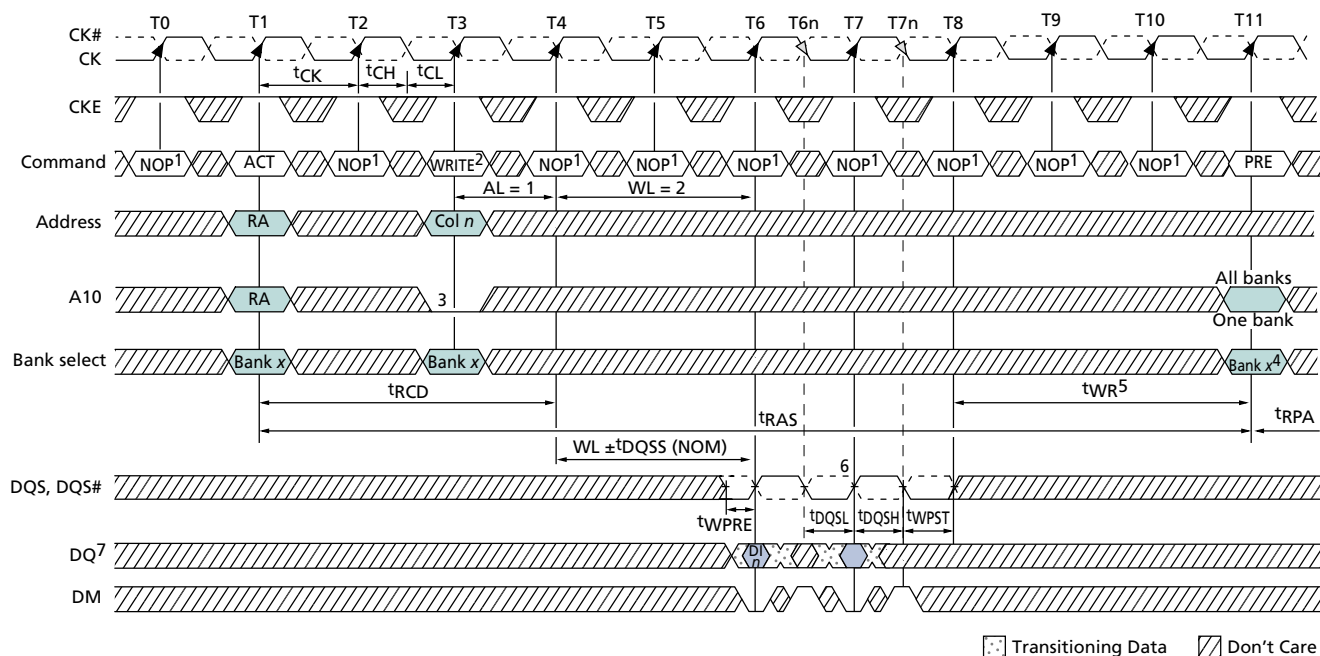 T0 T1 T2 T3 T4 T5 T6 T6n T7 T7n T8 T9 T10 T11
CK#
CK
tCK tCH tCL
CKE
Command NOP1 ACT NOP1 WRITE2 NOP1 NOP1 NOP1 NOP1 NOP1 NOP1 NOP1 PRE
AL = 1 WL = 2
Address RA Col n
All banks
A10 RA 3
One bank
Bank select Bank x Bank x Bank x4
tRCD tWR5
tRAS tRPA
WL ±tDQSS (NOM)
6
DQS, DQS#
tWPRE tDQSL tDQSH tWPST
DQ7 DI n
DM
Transitioning Data Don't Care